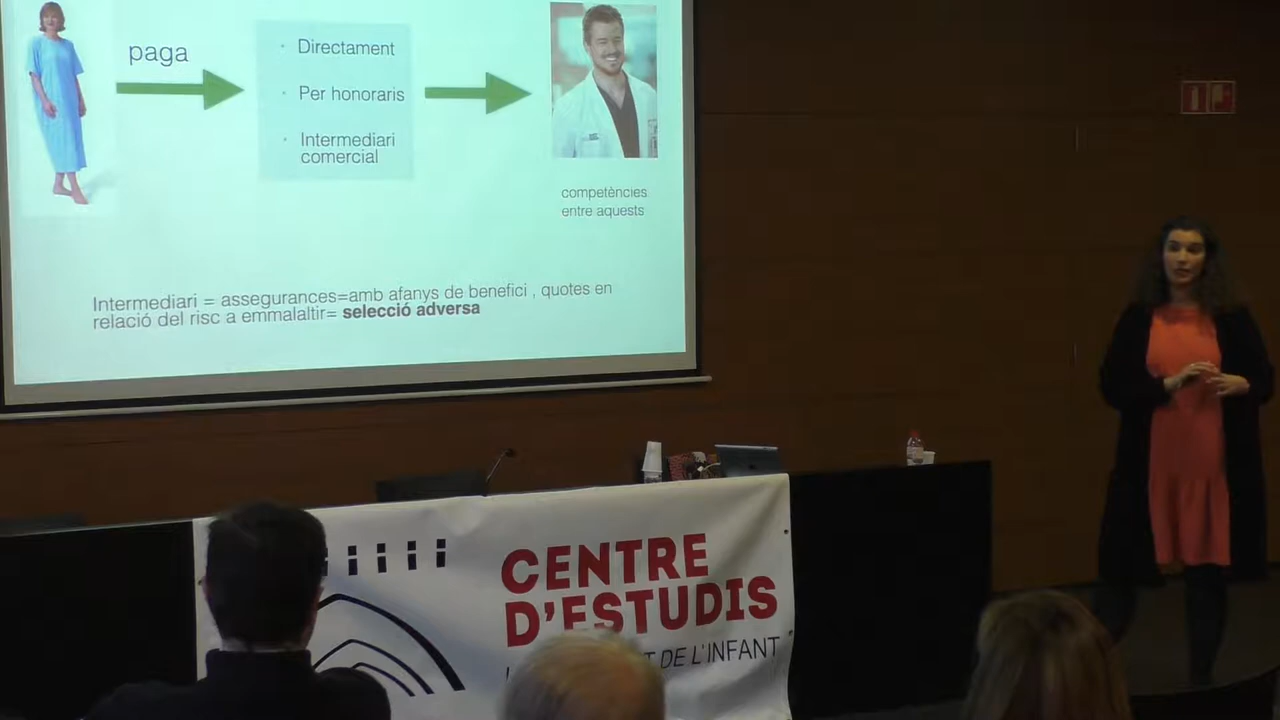 paga
Directament
Per honoraris
Intermediari
comercial
competències
entre aquests
Intermediari = assegurances=amb afanys de benefici , quotes en
relació del risc a emmalaltir= selecció adversa
CENTRE
D'ESTUDIS
DE L'INFANT